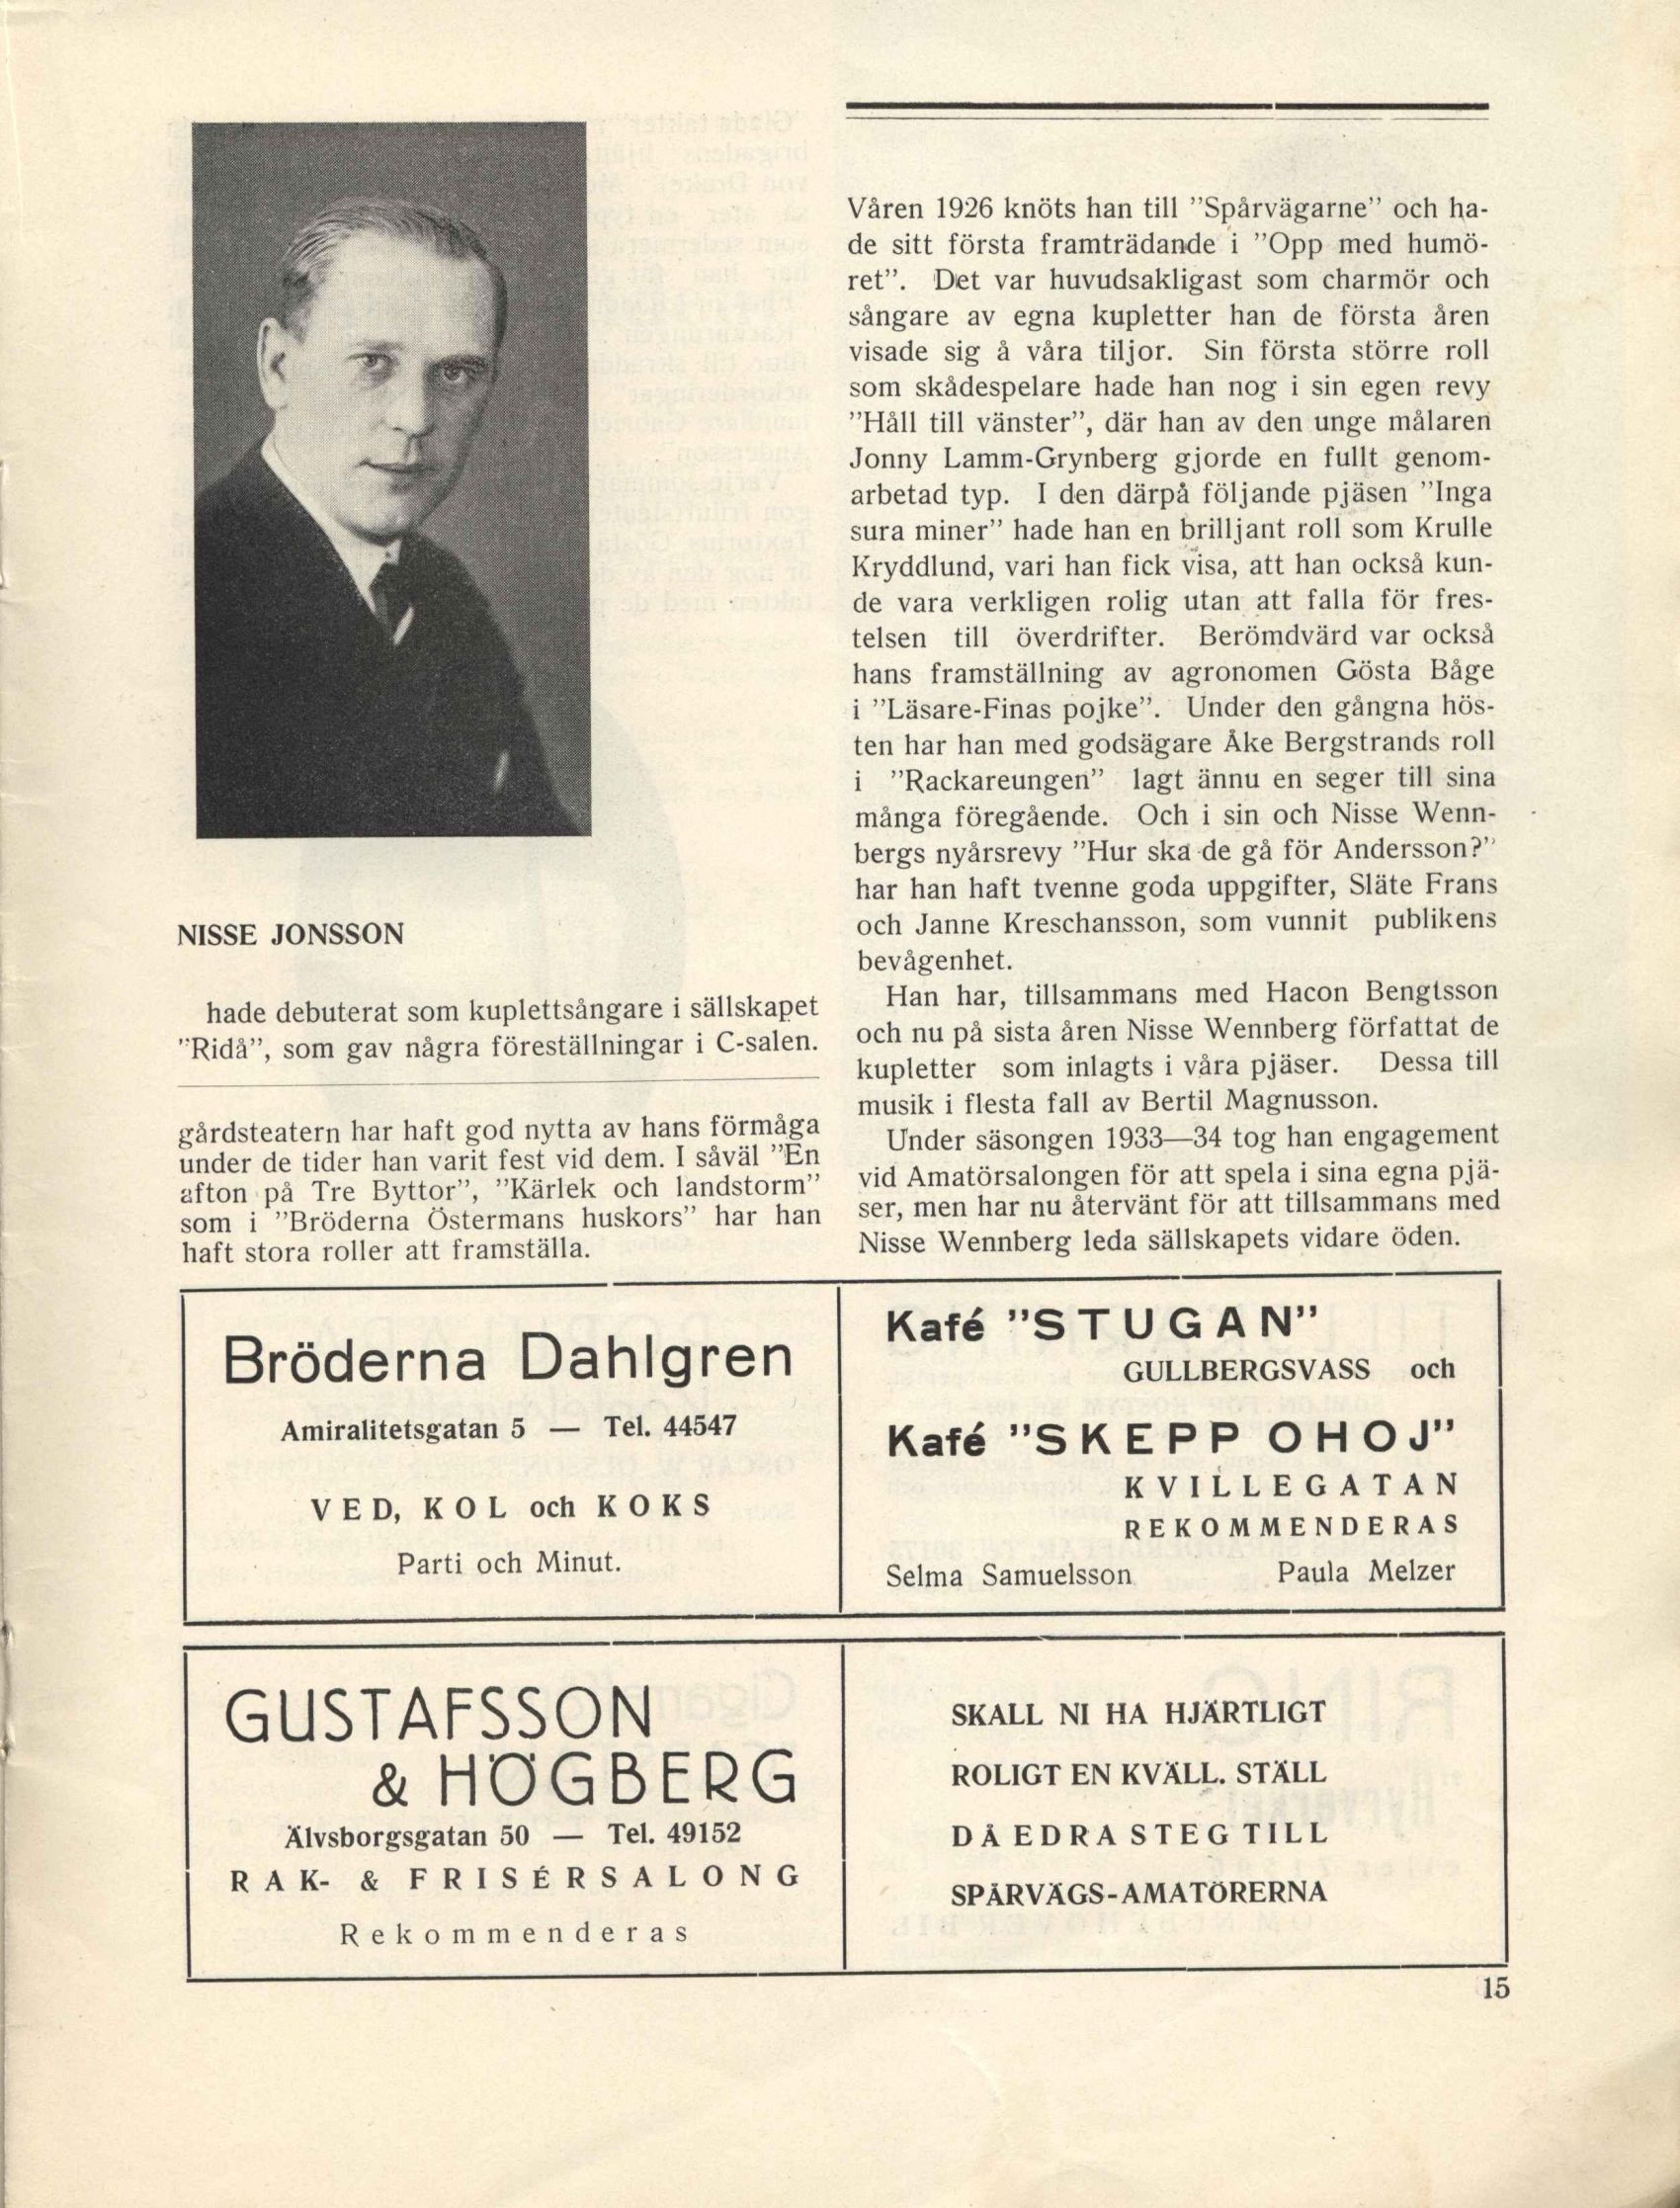 NISSE JONSSON
hade debuterat som kuplettsångare i sällskapet
"Ridå", som gav några föreställningar i C-salen.
gårdsteatern har haft god nytta av hans förmåga
under de tider han varit fest vid dem. I såväl "En
afton på Tre Byttor", "Kärlek och landstorm"
som i "Bröderna Östermans huskors" har han
haft stora roller att framställa.
Våren 1926 knöts han till "Spårvägarne" och ha-
de sitt första framträdande i "Opp med humö-
ret". Det var huvudsakligast som charmör och
sångare av egna kupletter han de första åren
visade sig å våra tiljor. Sin första större roll
som skådespelare hade han nog i sin egen revy
"Håll till vänster", där han av den unge målaren
Jonny Lamm-Grynberg gjorde en fullt genom-
arbetad typ. I den därpå följande pjäsen "Inga
sura miner" hade han en brilljant roll som Krulle
Kryddlund, vari han fick visa, att han också kun-
de vara verkligen rolig utan att falla för fres-
telsen till överdrifter. Berömdvärd var också
hans framställning av agronomen Gösta Båge
i "Läsare-Finas pojke". Under den gångna hös-
ten har han med godsägare Åke Bergstrands roll
i "Rackareungen" lagt ännu en seger till sina
många föregående. Och i sin och Nisse Wenn-
bergs nyårsrevy "Hur ska de gå för Andersson?"
har han haft tvenne goda uppgifter, Släte Frans
och Janne Kreschansson, som vunnit publikens
bevågenhet.
Han har, tillsammans med Hacon Bengtsson
och nu på sista åren Nisse Wennberg författat de
kupletter som inlagts i våra pjäser. Dessa till
musik i flesta fall av Bertil Magnusson.
Under säsongen 1933—34 tog han engagement
vid Amatörsalongen för att spela i sina egna pjä-
ser, men har nu återvänt för att tillsammans med
Nisse Wennberg leda sällskapets vidare öden.
Bröderna Dahlgren
Amiralitetsgatan 5 — Tel. 44547
VED, KOL och KOKS
Parti och Minut.
Kafé "STUGAN"
GULLBERGSVASS och
Kafé "SKEPP OHOJ"
KVILLEGATAN
REKOMMENDERAS
Selma Samuelsson Paula Melzer
GUSTAFSSON
& HÖGBERG
Älvsborgsgatan 50 — Tel. 49152
RAK- & FRISÉRSALONG
Rekommenderas
SKALL NI HA HJÄRTLIGT
ROLIGT EN KVÄLL. STÄLL
DÅ EDRA STEG TILL
SPÅRVÄGS-AMATÖRERNA
15